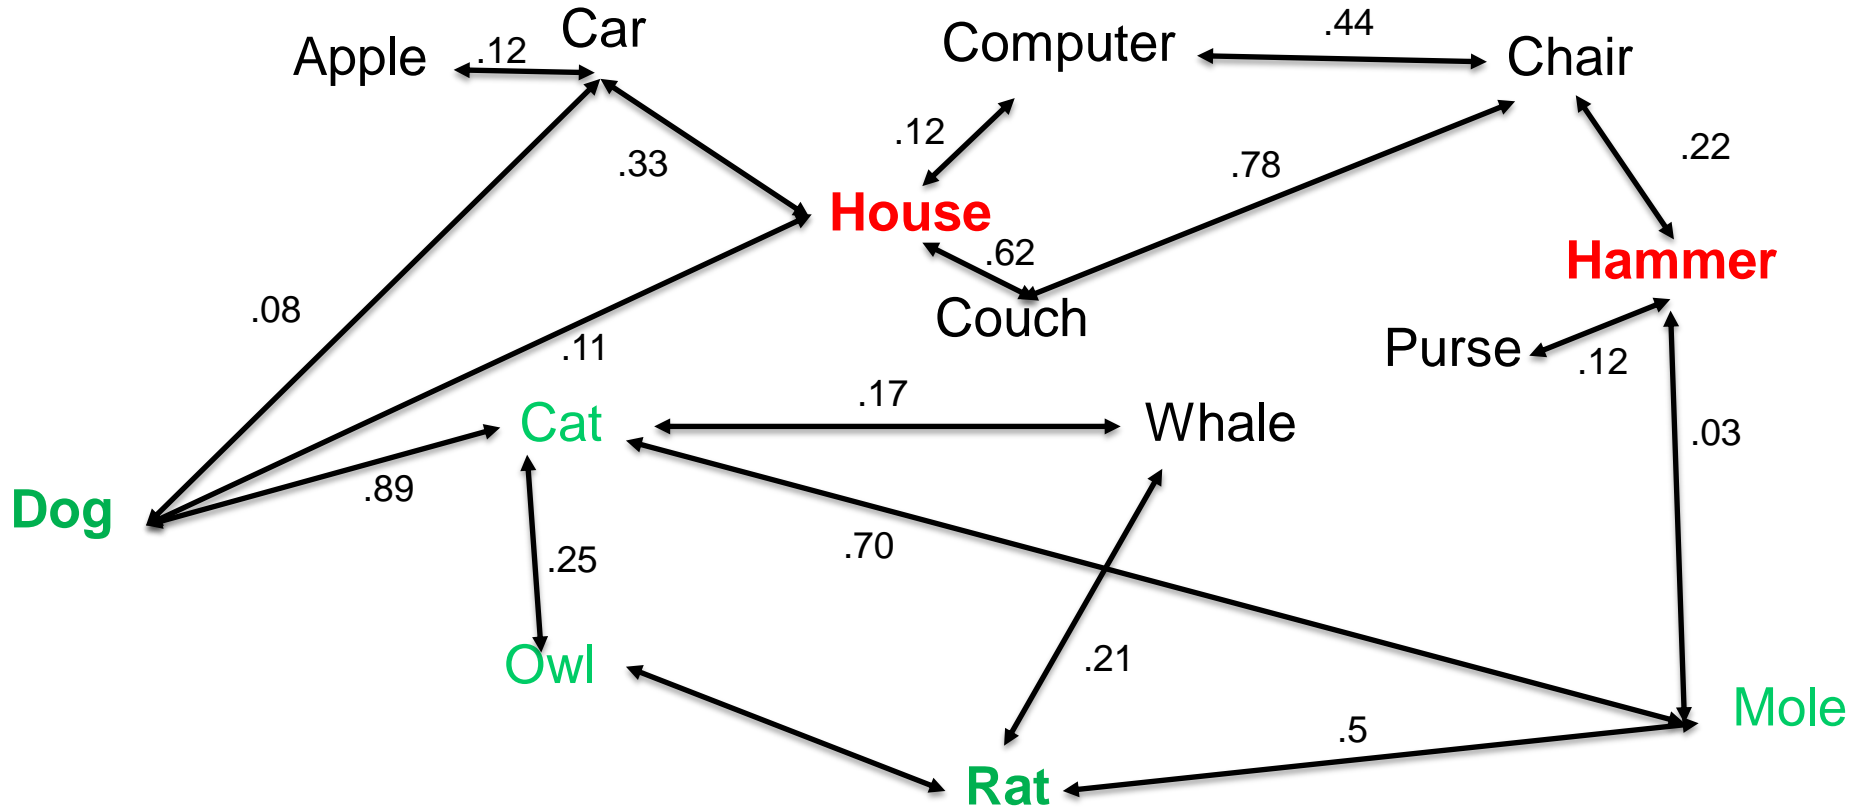 Car
Apple
.12
Computer
.44
Chair
.12
.33
.78
.22
House
.62
Hammer
.08
Couch
.11
Purse
.12
.17
Cat
Whale
.03
.89
Dog
.70
.25
.21
Owl
Mole
.5
Rat